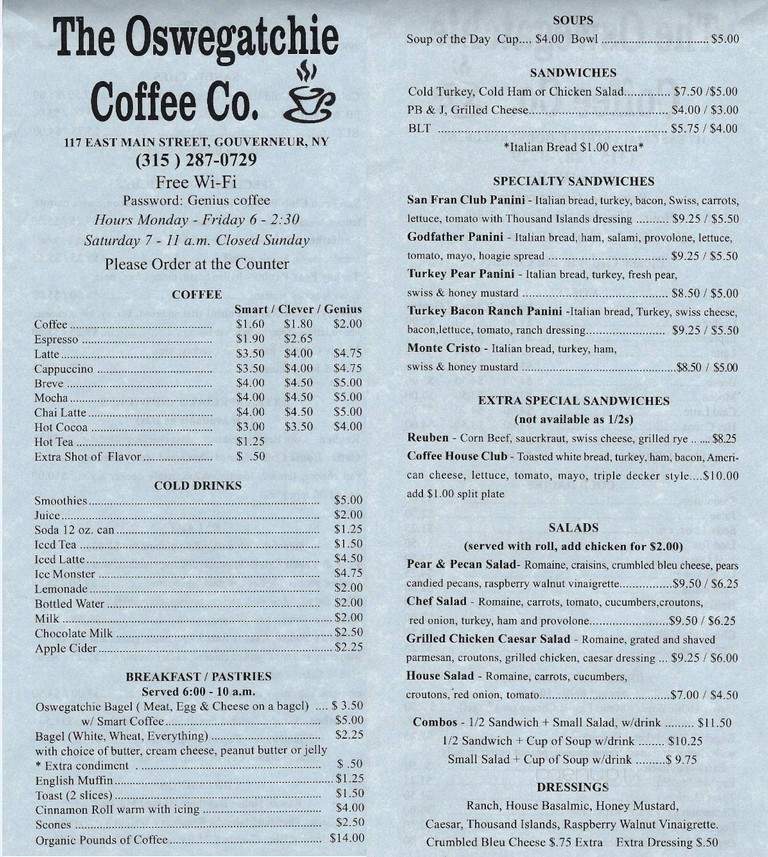 The Oswegatchie
Coffee Co.
117 EAST MAIN STREET, GOUVERNEUR, NY
(315 ) 287-0729
Free Wi-Fi
Password: Genius coffee
Hours Monday - Friday 6 - 2:30
Saturday 7 - 11 a.m. Closed Sunday
Please Order at the Counter
COFFEE
Smart / Clever / Genius
Coffee ........ $1.60 $1.80 $2.00
Espresso ........ $1.90 $2.65
Latte ........ $3.50 $4.00 $4.75
Cappuccino ........ $3.50 $4.00 $4.75
Breve ........ $4.00 $4.50 $5.00
Mocha ........ $4.00 $4.50 $5.00
Chai Latte ........ $4.00 $4.50 $5.00
Hot Cocoa ........ $3.00 $3.50 $4.00
Hot Tea ........ $1.25
Extra Shot of Flavor ........ $ .50
COLD DRINKS
Smoothies ........ $5.00
Juice ........ $2.00
Soda 12 oz. can ........ $1.25
Iced Tea ........ $1.50
Iced Latte ........ $4.50
Ice Monster ........ $4.75
Lemonade ........ $2.00
Bottled Water ........ $2.00
Milk ........ $2.00
Chocolate Milk ........ $2.50
Apple Cider ........ $2.25
BREAKFAST / PASTRIES
Served 6:00 - 10 a.m.
Oswegatchie Bagel ( Meat, Egg & Cheese on a bagel) .... $ 3.50
w/ Smart Coffee ........ $5.00
Bagel (White, Wheat, Everything) ........ $2.25
with choice of butter, cream cheese, peanut butter or jelly
* Extra condiment ........ $ .50
English Muffin ........ $1.25
Toast (2 slices) ........ $1.50
Cinnamon Roll warm with icing ........ $4.00
Scones ........ $2.50
Organic Pounds of Coffee ........ $14.00
SOUPS
Soup of the Day Cup.... $4.00 Bowl ........ $5.00
SANDWICHES
Cold Turkey, Cold Ham or Chicken Salad ........ $7.50 /$5.00
PB & J, Grilled Cheese ........ $4.00 / $3.00
BLT ........ $5.75 / $4.00
*Italian Bread $1.00 extra*
SPECIALTY SANDWICHES
San Fran Club Panini - Italian bread, turkey, bacon, Swiss, carrots,
lettuce, tomato with Thousand Islands dressing ........ $9.25 / $5.50
Godfather Panini - Italian bread, ham, salami, provolone, lettuce,
tomato, mayo, hoagie spread ........ $9.25 / $5.50
Turkey Pear Panini - Italian bread, turkey, fresh pear,
swiss & honey mustard ........ $8.50 / $5.00
Turkey Bacon Ranch Panini -Italian bread, Turkey, swiss cheese,
bacon,lettuce, tomato, ranch dressing ........ $9.25 / $5.50
Monte Cristo - Italian bread, turkey, ham,
swiss & honey mustard ........ $8.50 / $5.00
EXTRA SPECIAL SANDWICHES
(not available as 1/2s)
Reuben - Corn Beef, sauerkraut, swiss cheese, grilled rye .. .... $8.25
Coffee House Club - Toasted white bread, turkey, ham, bacon, Ameri-
can cheese, lettuce, tomato, mayo, triple decker style....$10.00
add $1.00 split plate
SALADS
(served with roll, add chicken for $2.00)
Pear & Pecan Salad- Romaine, craisins, crumbled bleu cheese, pears
candied pecans, raspberry walnut vinaigrette ........ $9.50 / $6.25
Chef Salad - Romaine, carrots, tomato, cucumbers,croutons,
red onion, turkey, ham and provolone ........ $9.50 / $6.25
Grilled Chicken Caesar Salad - Romaine, grated and shaved
parmesan, croutons, grilled chicken, caesar dressing ... $9.25 / $6.00
House Salad - Romaine, carrots, cucumbers,
croutons, red onion, tomato ........ $7.00 / $4.50
Combos - 1/2 Sandwich + Small Salad, w/drink ......... $11.50
1/2 Sandwich + Cup of Soup w/drink ........ $10.25
Small Salad + Cup of Soup w/drink ........$ 9.75
DRESSINGS
Ranch, House Basalmic, Honey Mustard,
Caesar, Thousand Islands, Raspberry Walnut Vinaigrette.
Crumbled Bleu Cheese $.75 Extra Extra Dressing $.50